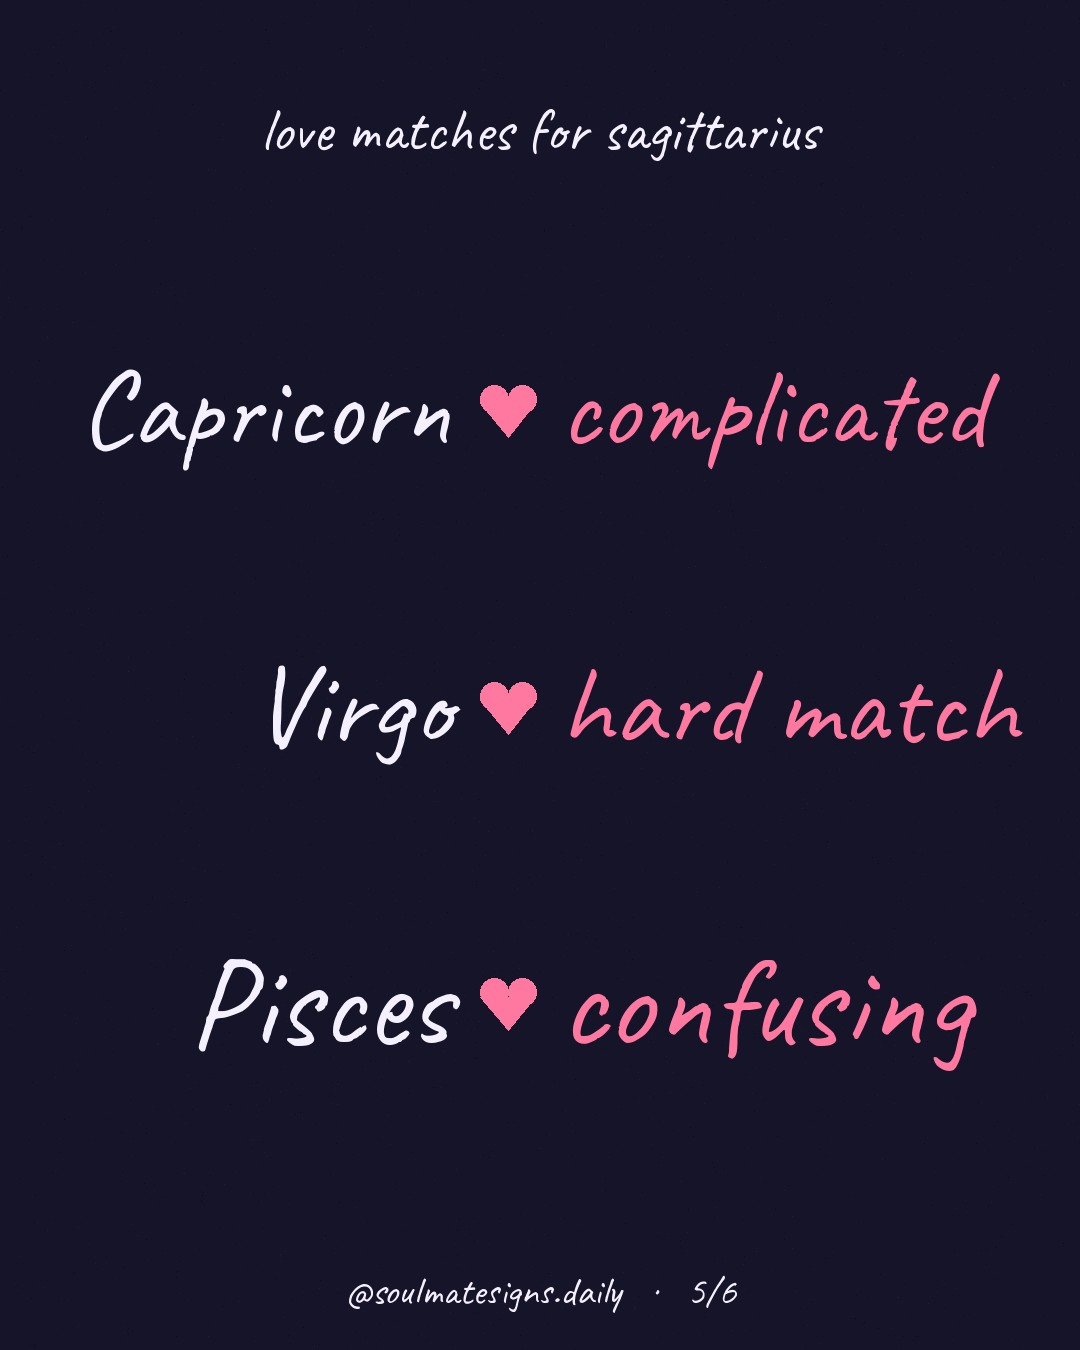 love matches for sagittarius
Capricorn ♥ complicated
Virgo ♥ hard match
Pisces ♥ confusing
@soulmatesigns.daily · 5/6